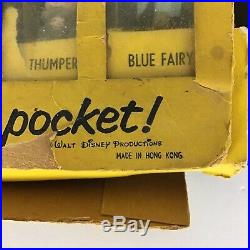 THUMPER BLUE FAIRY
pocket!
WALT DISNEY PRODUCTIONS
MADE IN HONG KONG